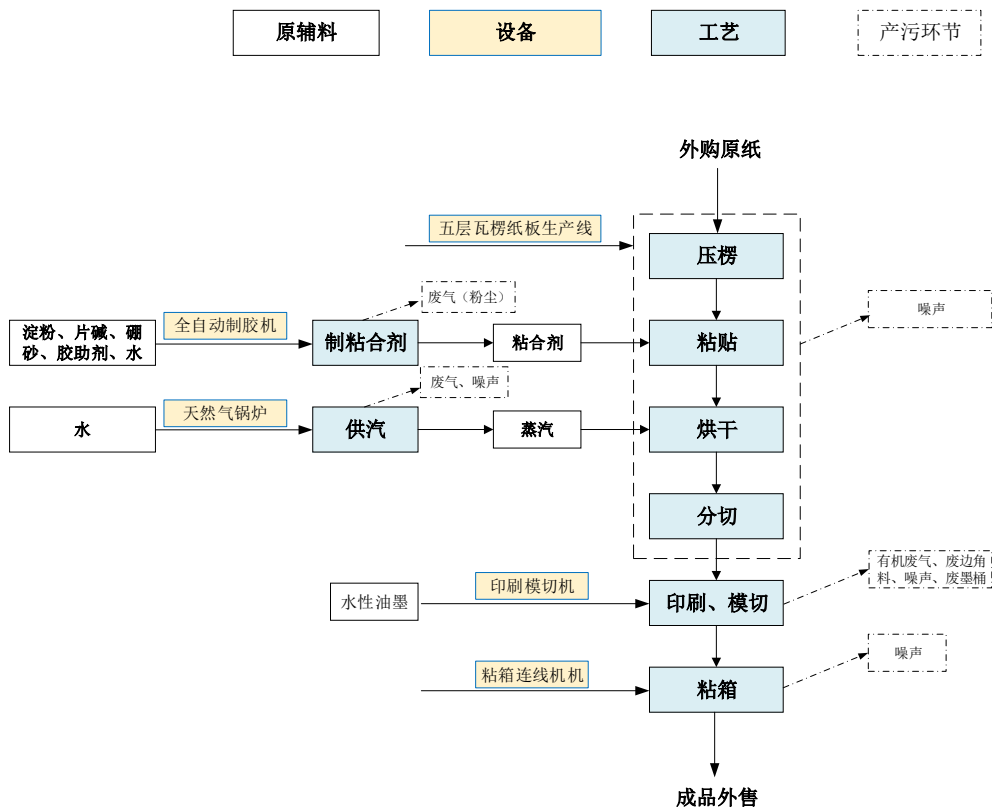 原辅料
设备
工艺
产污环节
外购原纸
五层瓦楞纸板生产线
压楞
废气（粉尘）
噪声
淀粉、片碱、硼
砂、胶助剂、水
全自动制胶机
制粘合剂
粘合剂
粘贴
废气、噪声
水
天然气锅炉
供汽
蒸汽
烘干
分切
有机废气、废边角
料、噪声、废墨桶
水性油墨
印刷模切机
印刷、模切
噪声
粘箱连线机机
粘箱
成品外售